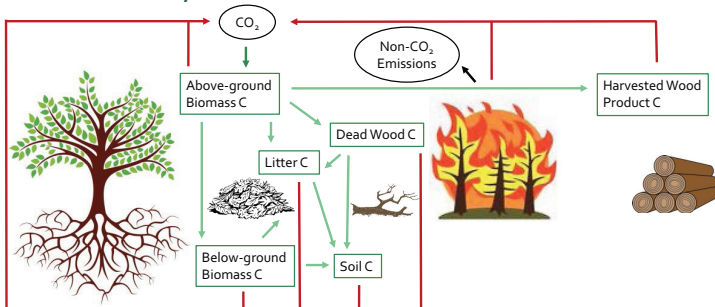 CO₂
Non-CO₂
Emissions
Above-ground
Biomass C
Harvested Wood
Product C
Dead Wood C
Litter C
Below-ground
Biomass C
Soil C